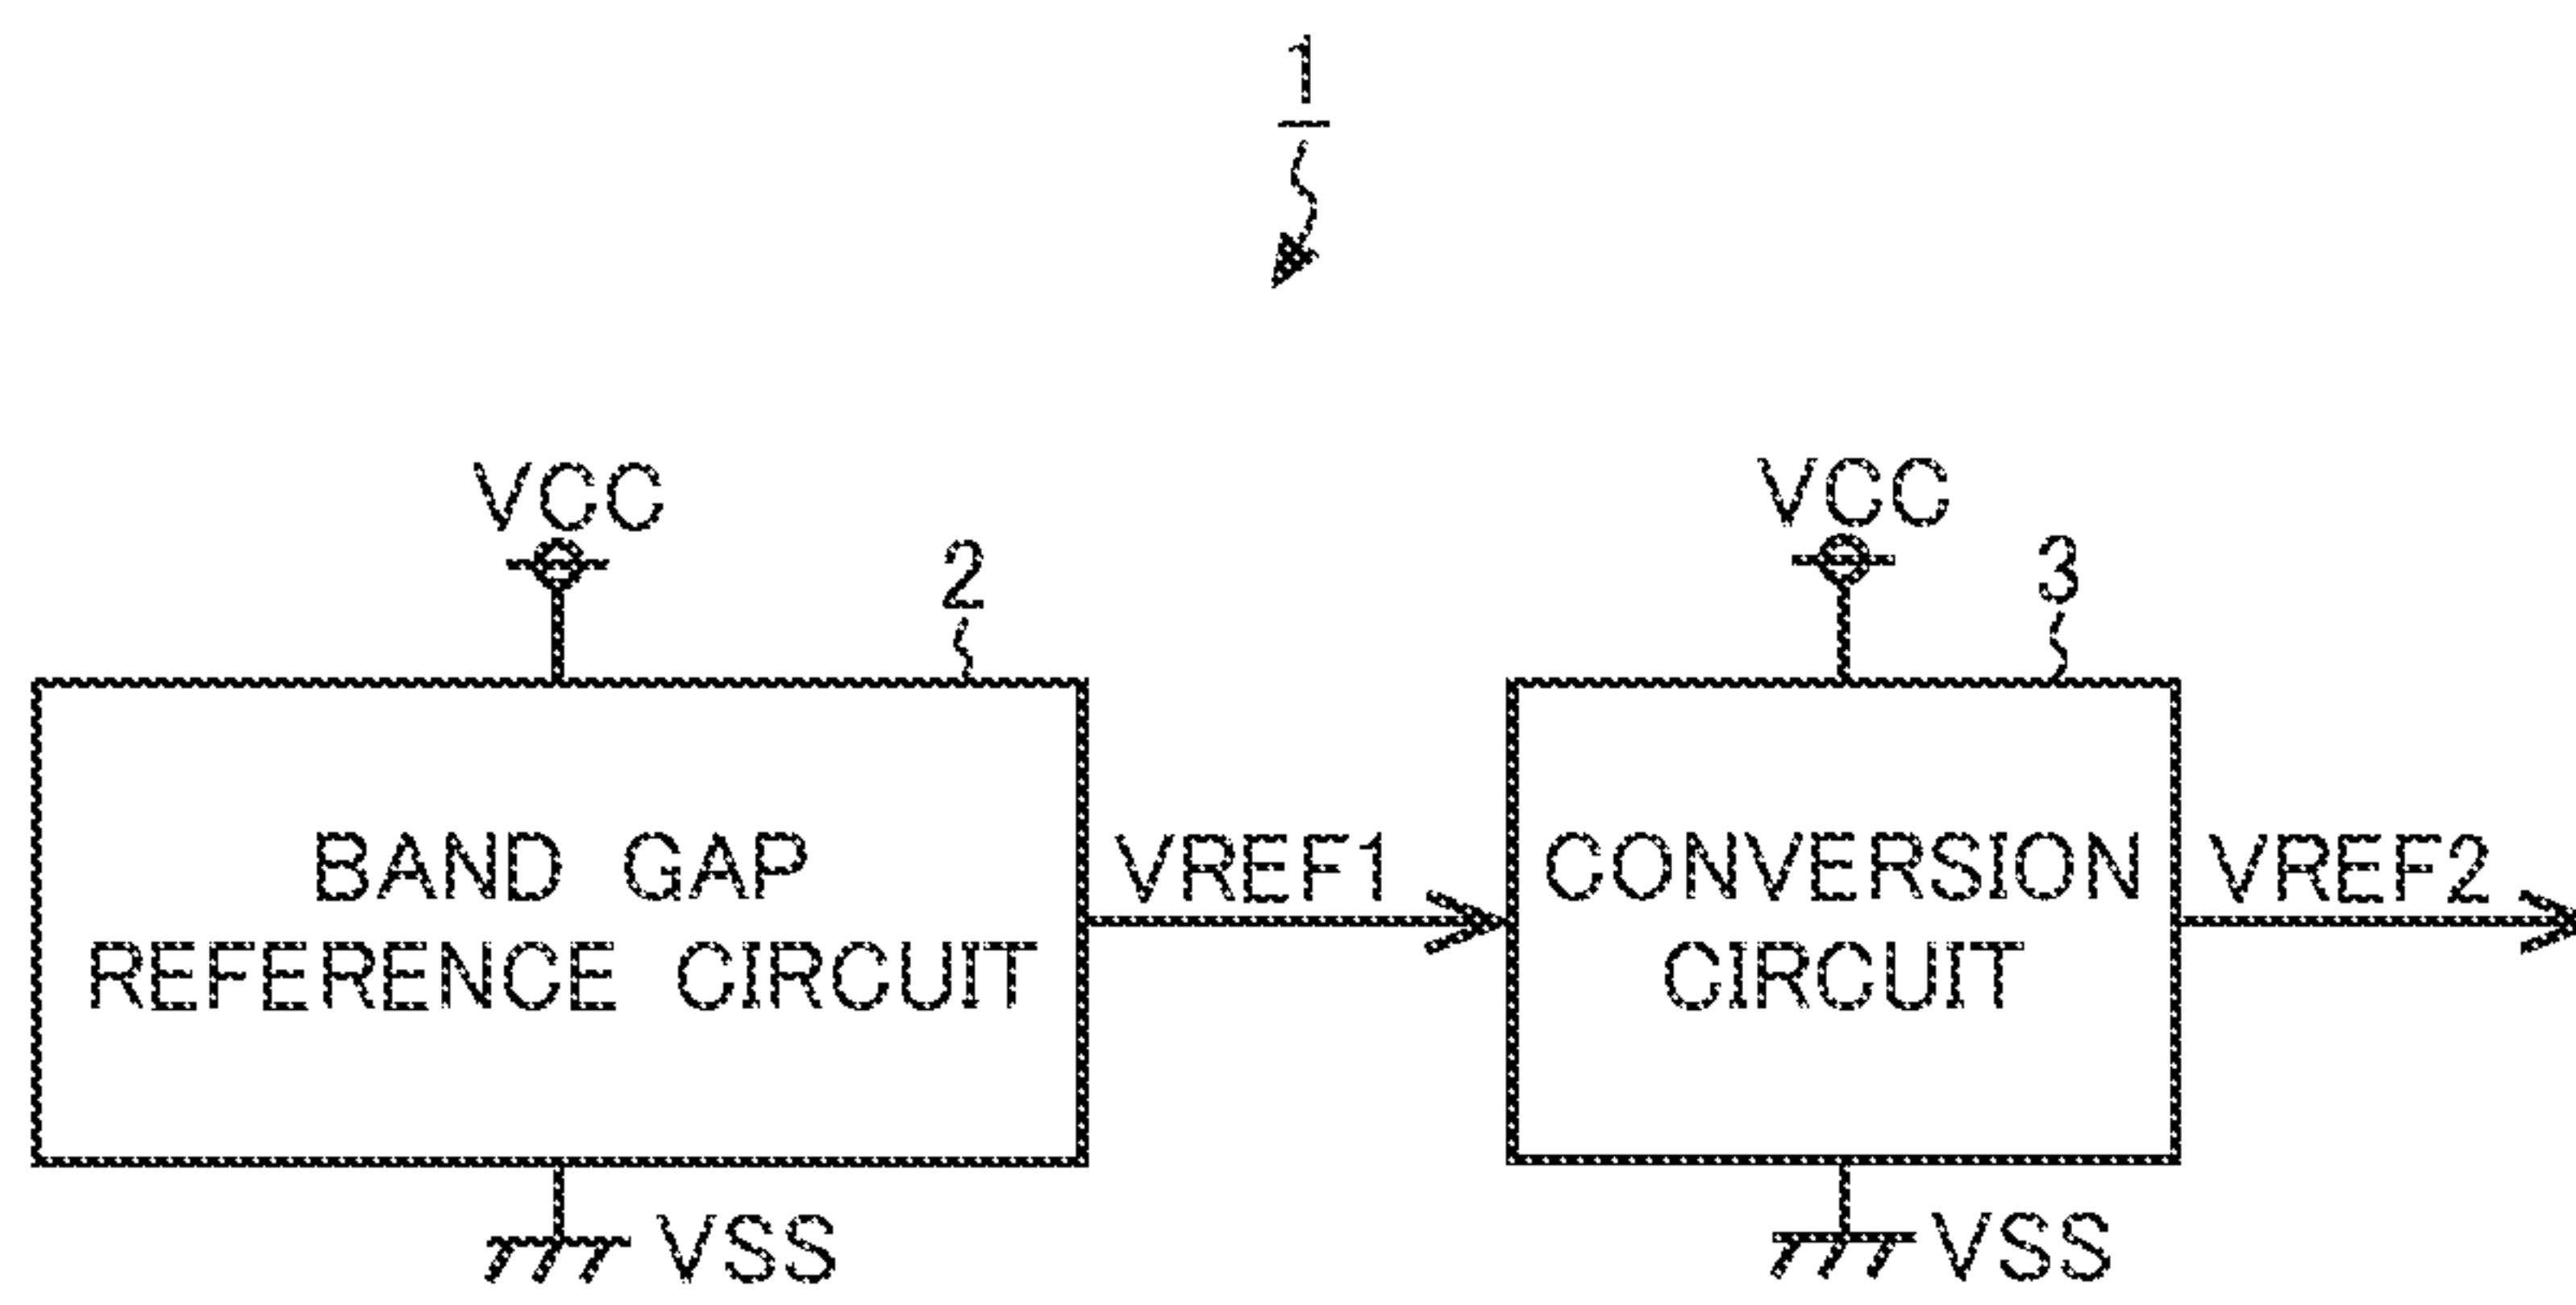 1
VCC
2
VCC
3
BAND GAP
REFERENCE CIRCUIT
VREF1
CONVERSION
CIRCUIT
VREF2
VSS
VSS